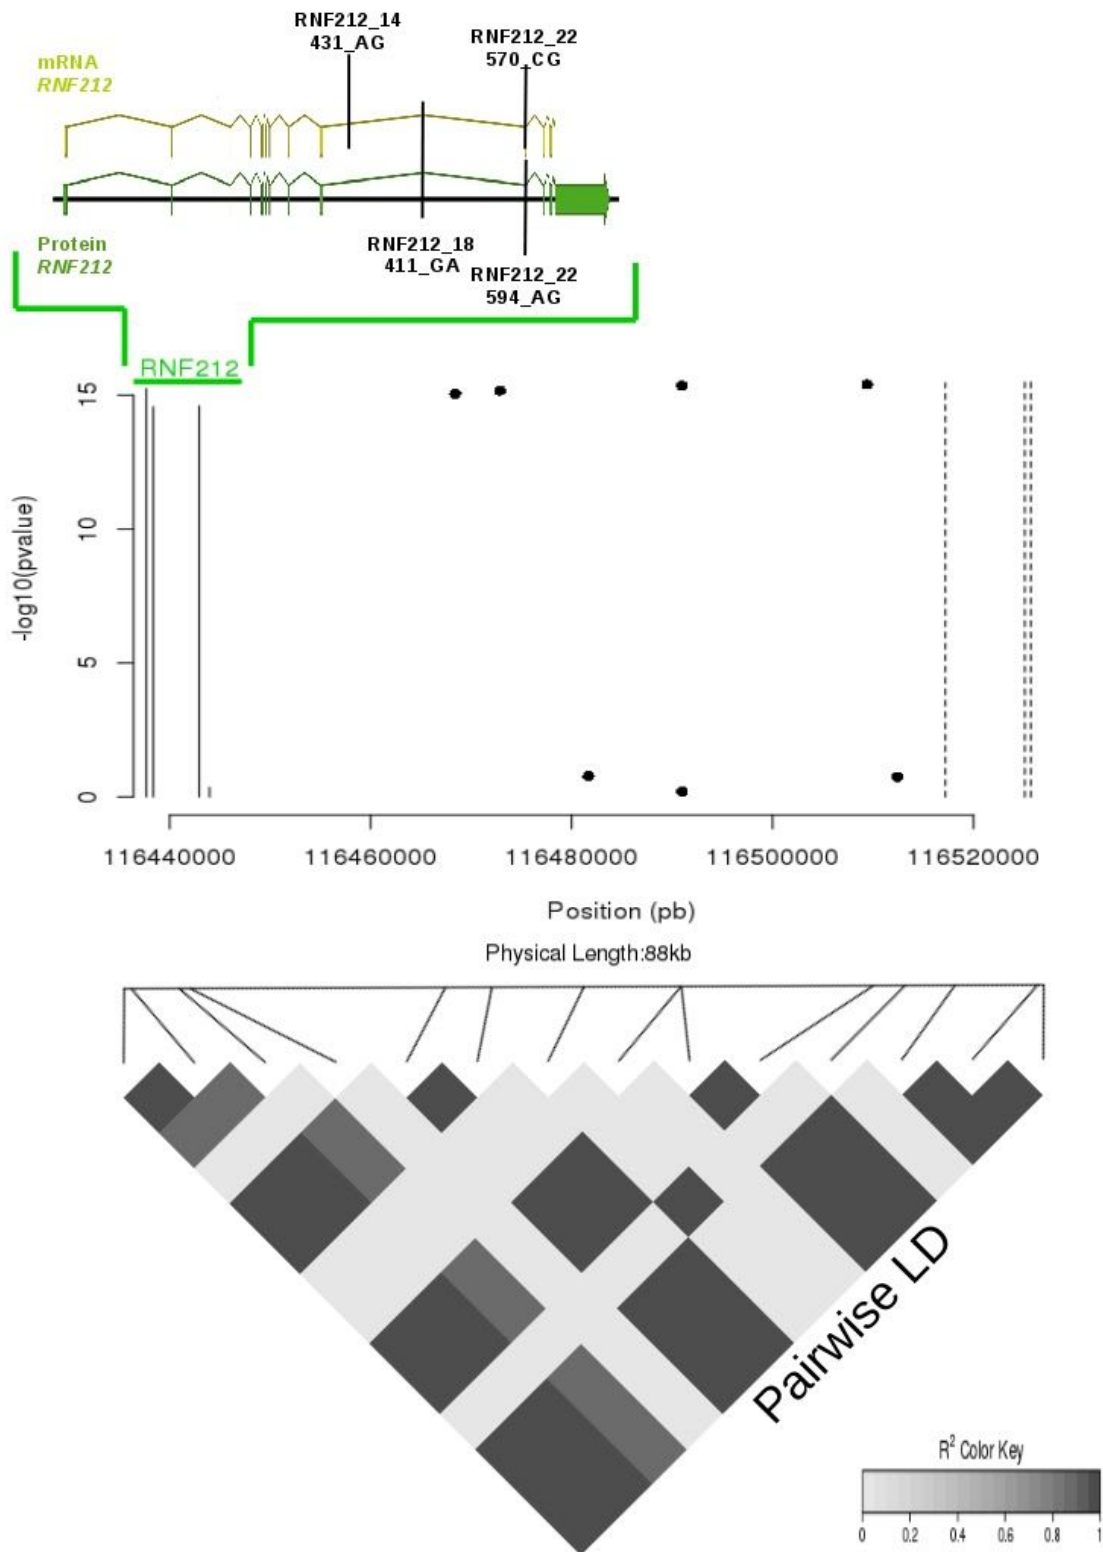 RNF212_14
431_AG
RNF212_22
570_CG
mRNA
RNF212
Protein
RNF212
RNF212_18
411_GA
RNF212_22
594_AG
RNF212
15
10
5
0
-log10(pvalue)
116440000 116460000 116480000 116500000 116520000
Position (pb)
Physical Length:88kb
Pairwise LD
R² Color Key
0 0.2 0.4 0.6 0.8 1